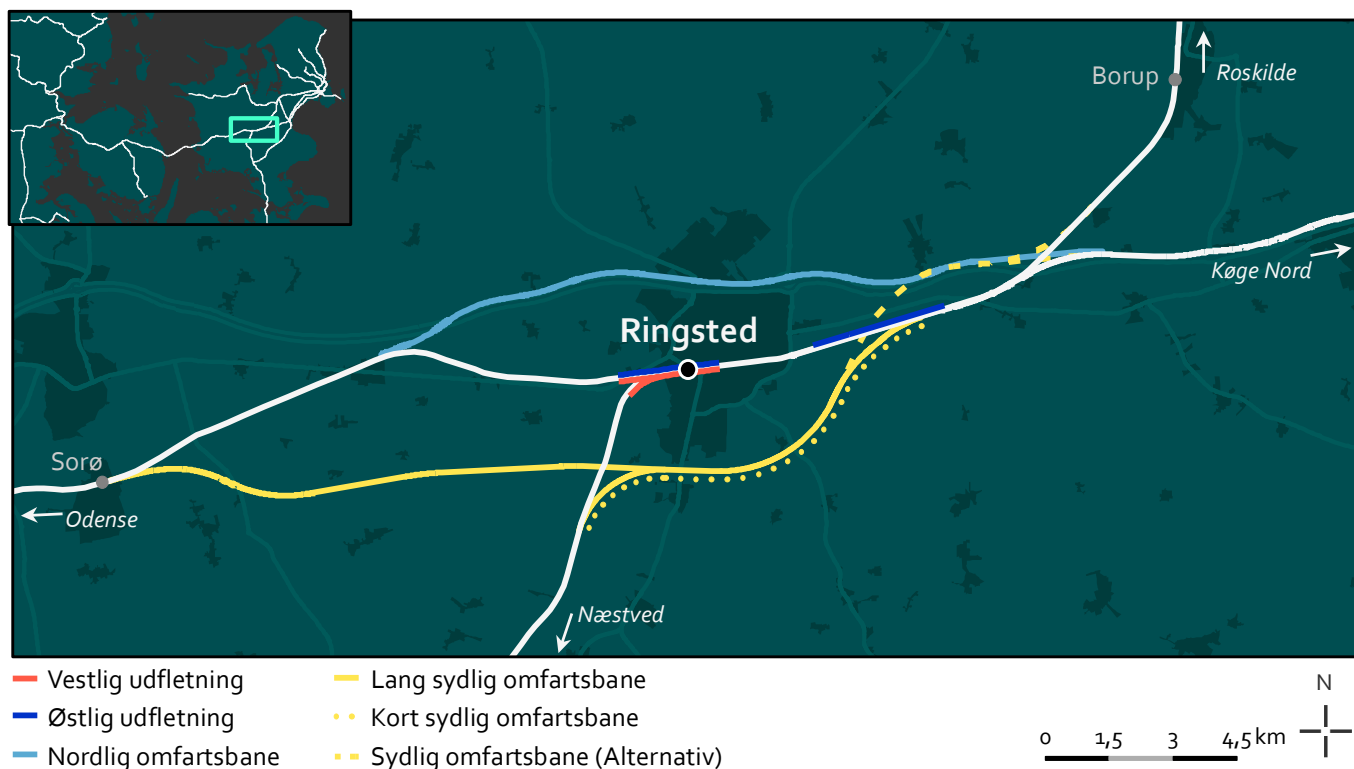 Borup
Roskilde
Køge Nord
Ringsted
Sorø
Odense
Næstved
Vestlig udfletning
Østlig udfletning
Nordlig omfartsbane
Lang sydlig omfartsbane
Kort sydlig omfartsbane
Sydlig omfartsbane (Alternativ)
N
0 1,5 3 4,5 km